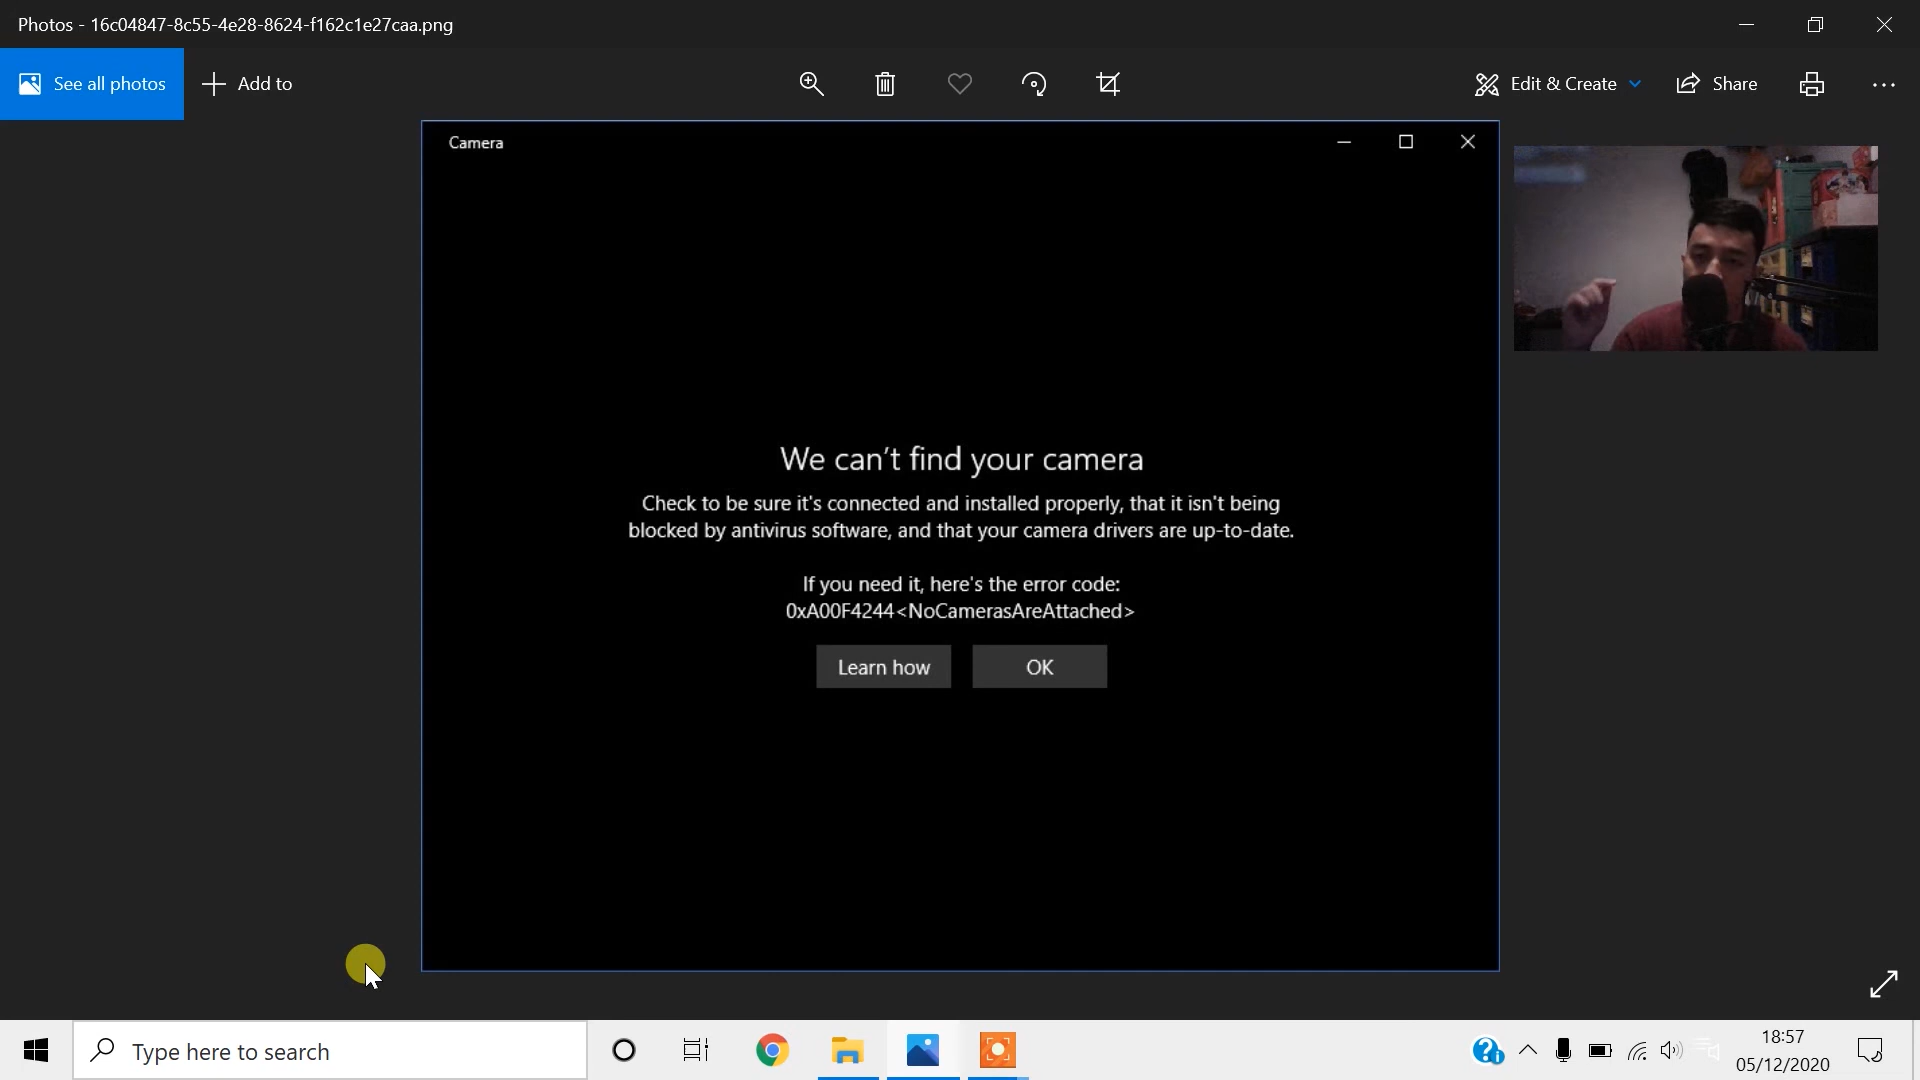 Photos - 16c04847-8c55-4e28-8624-f162c1e27caa.png
See all photos
Add to
Edit & Create
Share
Camera
We can't find your camera
Check to be sure it's connected and installed properly, that it isn't being
blocked by antivirus software, and that your camera drivers are up-to-date.
If you need it, here's the error code:
0xA00F4244<NoCamerasAreAttached>
Learn how
OK
Type here to search
18:57
05/12/2020